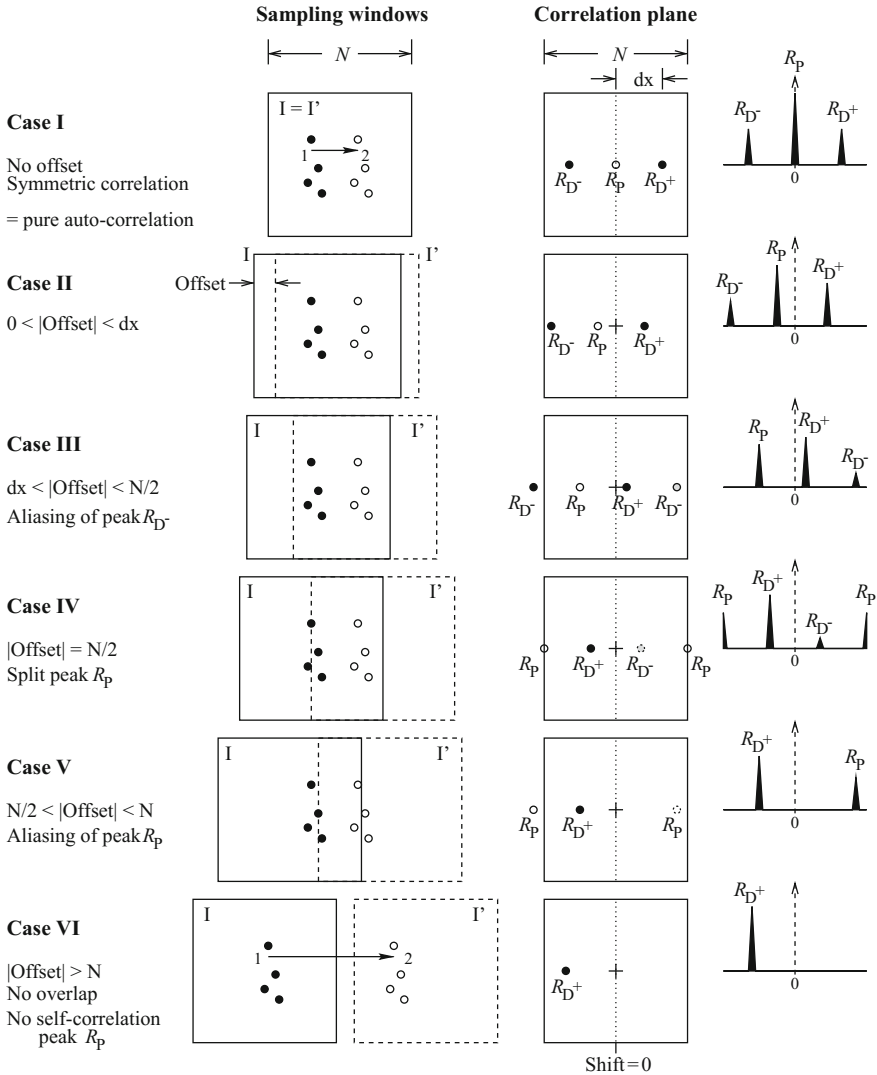 Sampling windows
Correlation plane
N
N
dx
Case I
No offset
Symmetric correlation
= pure auto-correlation
I = I'
1
2
R_D-
R_P
R_D+
R_D-
R_P
R_D+
0
Case II
0 < |Offset| < dx
Offset
I
I'
R_D-
R_P
R_D+
R_D-
R_P
R_D+
0
Case III
dx < |Offset| < N/2
Aliasing of peak R_D-
I
I'
R_D-
R_P
R_D+
R_D-
R_P
R_D+
R_D-
0
Case IV
|Offset| = N/2
Split peak R_P
I
I'
R_P
R_D+
R_D-
R_P
R_P
R_D+
R_D-
R_P
0
Case V
N/2 < |Offset| < N
Aliasing of peak R_P
I
I'
R_P
R_D+
R_P
R_D+
R_P
0
Case VI
|Offset| > N
No overlap
No self-correlation
peak R_P
I
I'
1
2
R_D+
R_D+
0
Shift = 0